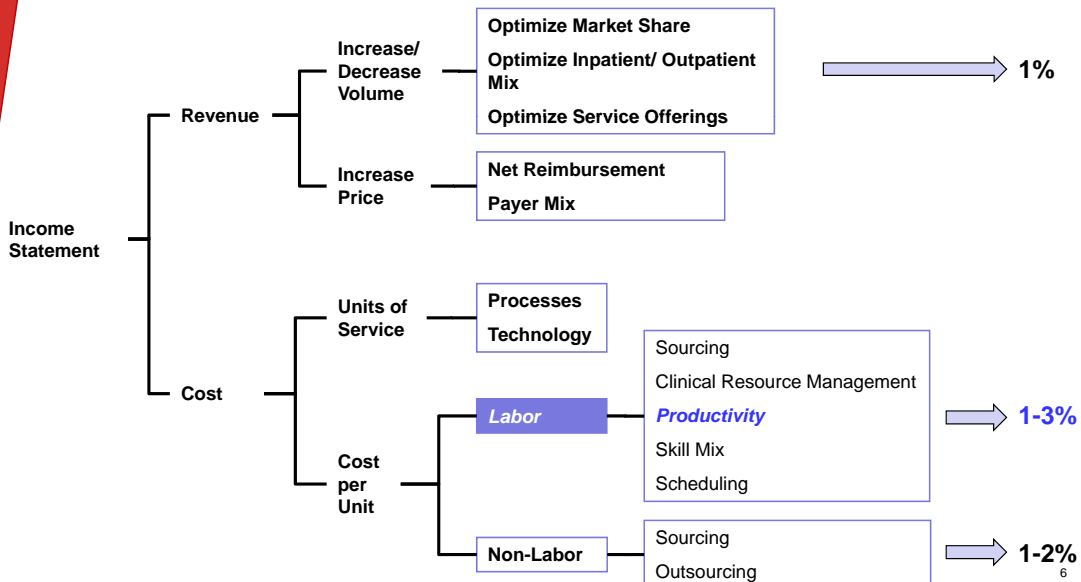 Income
Statement
Revenue
Increase/
Decrease
Volume
Optimize Market Share
Optimize Inpatient/ Outpatient
Mix
Optimize Service Offerings
1%
Increase
Price
Net Reimbursement
Payer Mix
Cost
Units of
Service
Processes
Technology
Cost
per
Unit
Labor
Sourcing
Clinical Resource Management
Productivity
Skill Mix
Scheduling
1-3%
Non-Labor
Sourcing
Outsourcing
1-2%
6